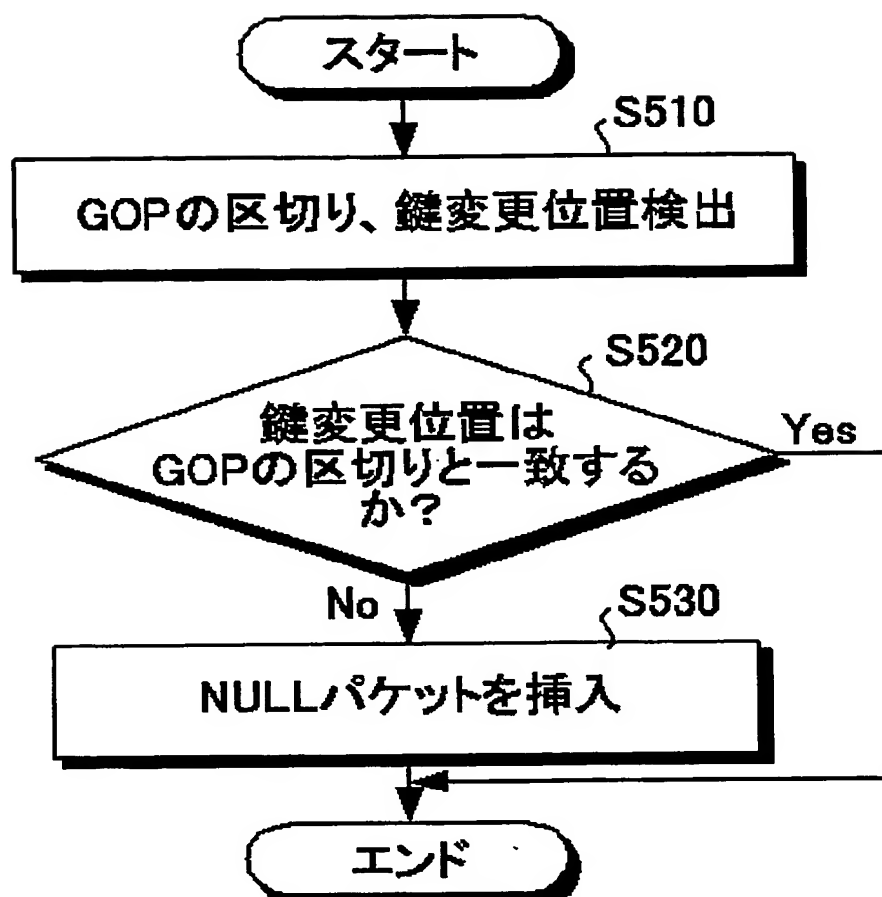 スタート
S510
GOPの区切り、鍵変更位置検出
S520
鍵変更位置は
GOPの区切りと一致する
か?
Yes
No
S530
NULLパケットを挿入
エンド